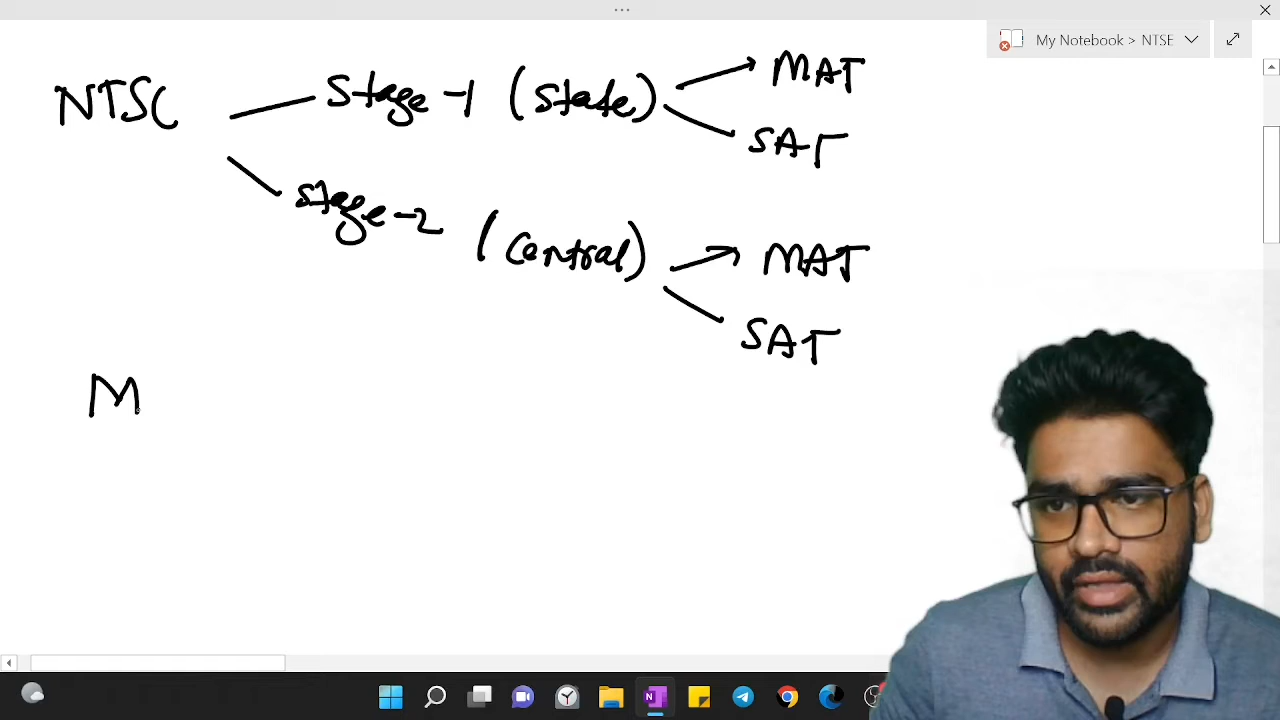 My Notebook > NTSE
NTSC Stage-1 (State) MAT
SAT
Stage-2 (Central) MAT
SAT
M